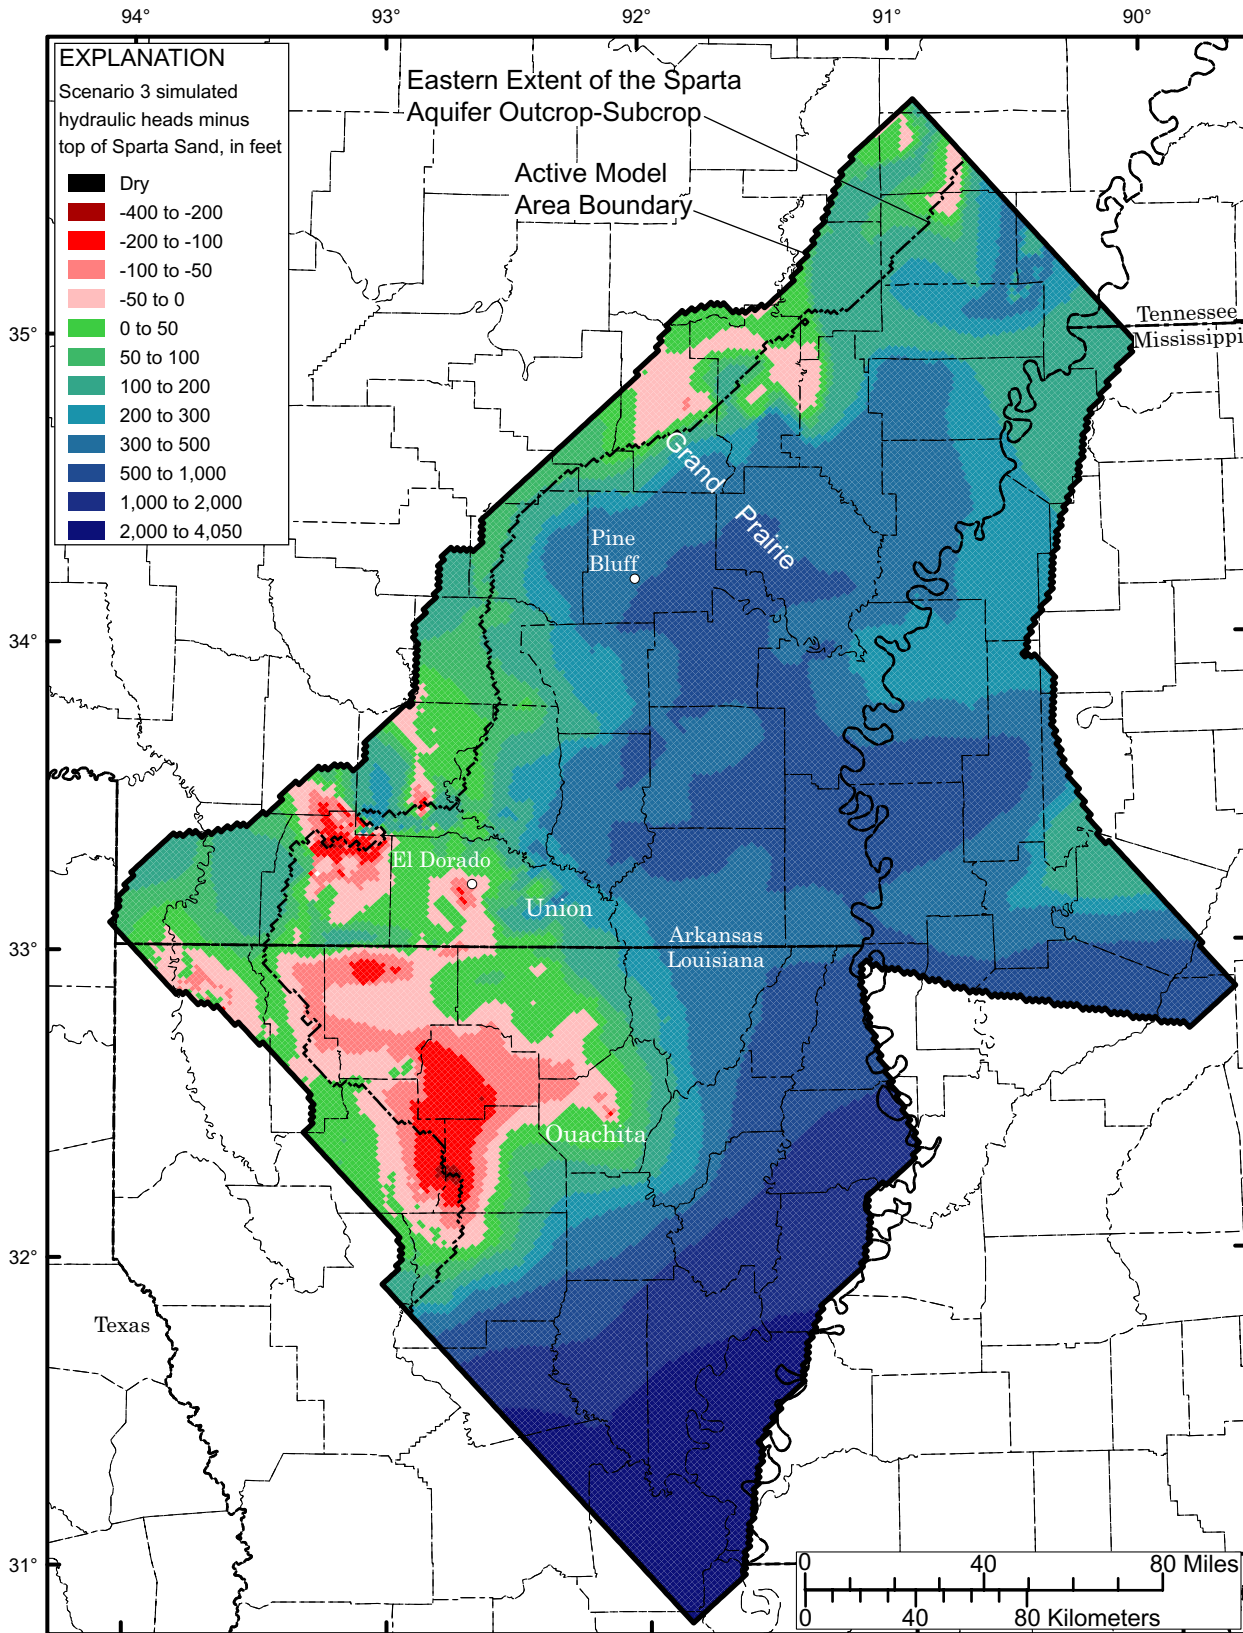 94°
93°
92°
91°
90°
EXPLANATION
Scenario 3 simulated
hydraulic heads minus
top of Sparta Sand, in feet
Dry
-400 to -200
-200 to -100
-100 to -50
-50 to 0
0 to 50
50 to 100
100 to 200
200 to 300
300 to 500
500 to 1,000
1,000 to 2,000
2,000 to 4,050
Eastern Extent of the Sparta
Aquifer Outcrop-Subcrop
Active Model
Area Boundary
35°
Tennessee
Mississippi
Grand
Prairie
Pine
Bluff
34°
El Dorado
Union
33°
Arkansas
Louisiana
Ouachita
32°
Texas
31°
0 40 80 Miles
0 40 80 Kilometers